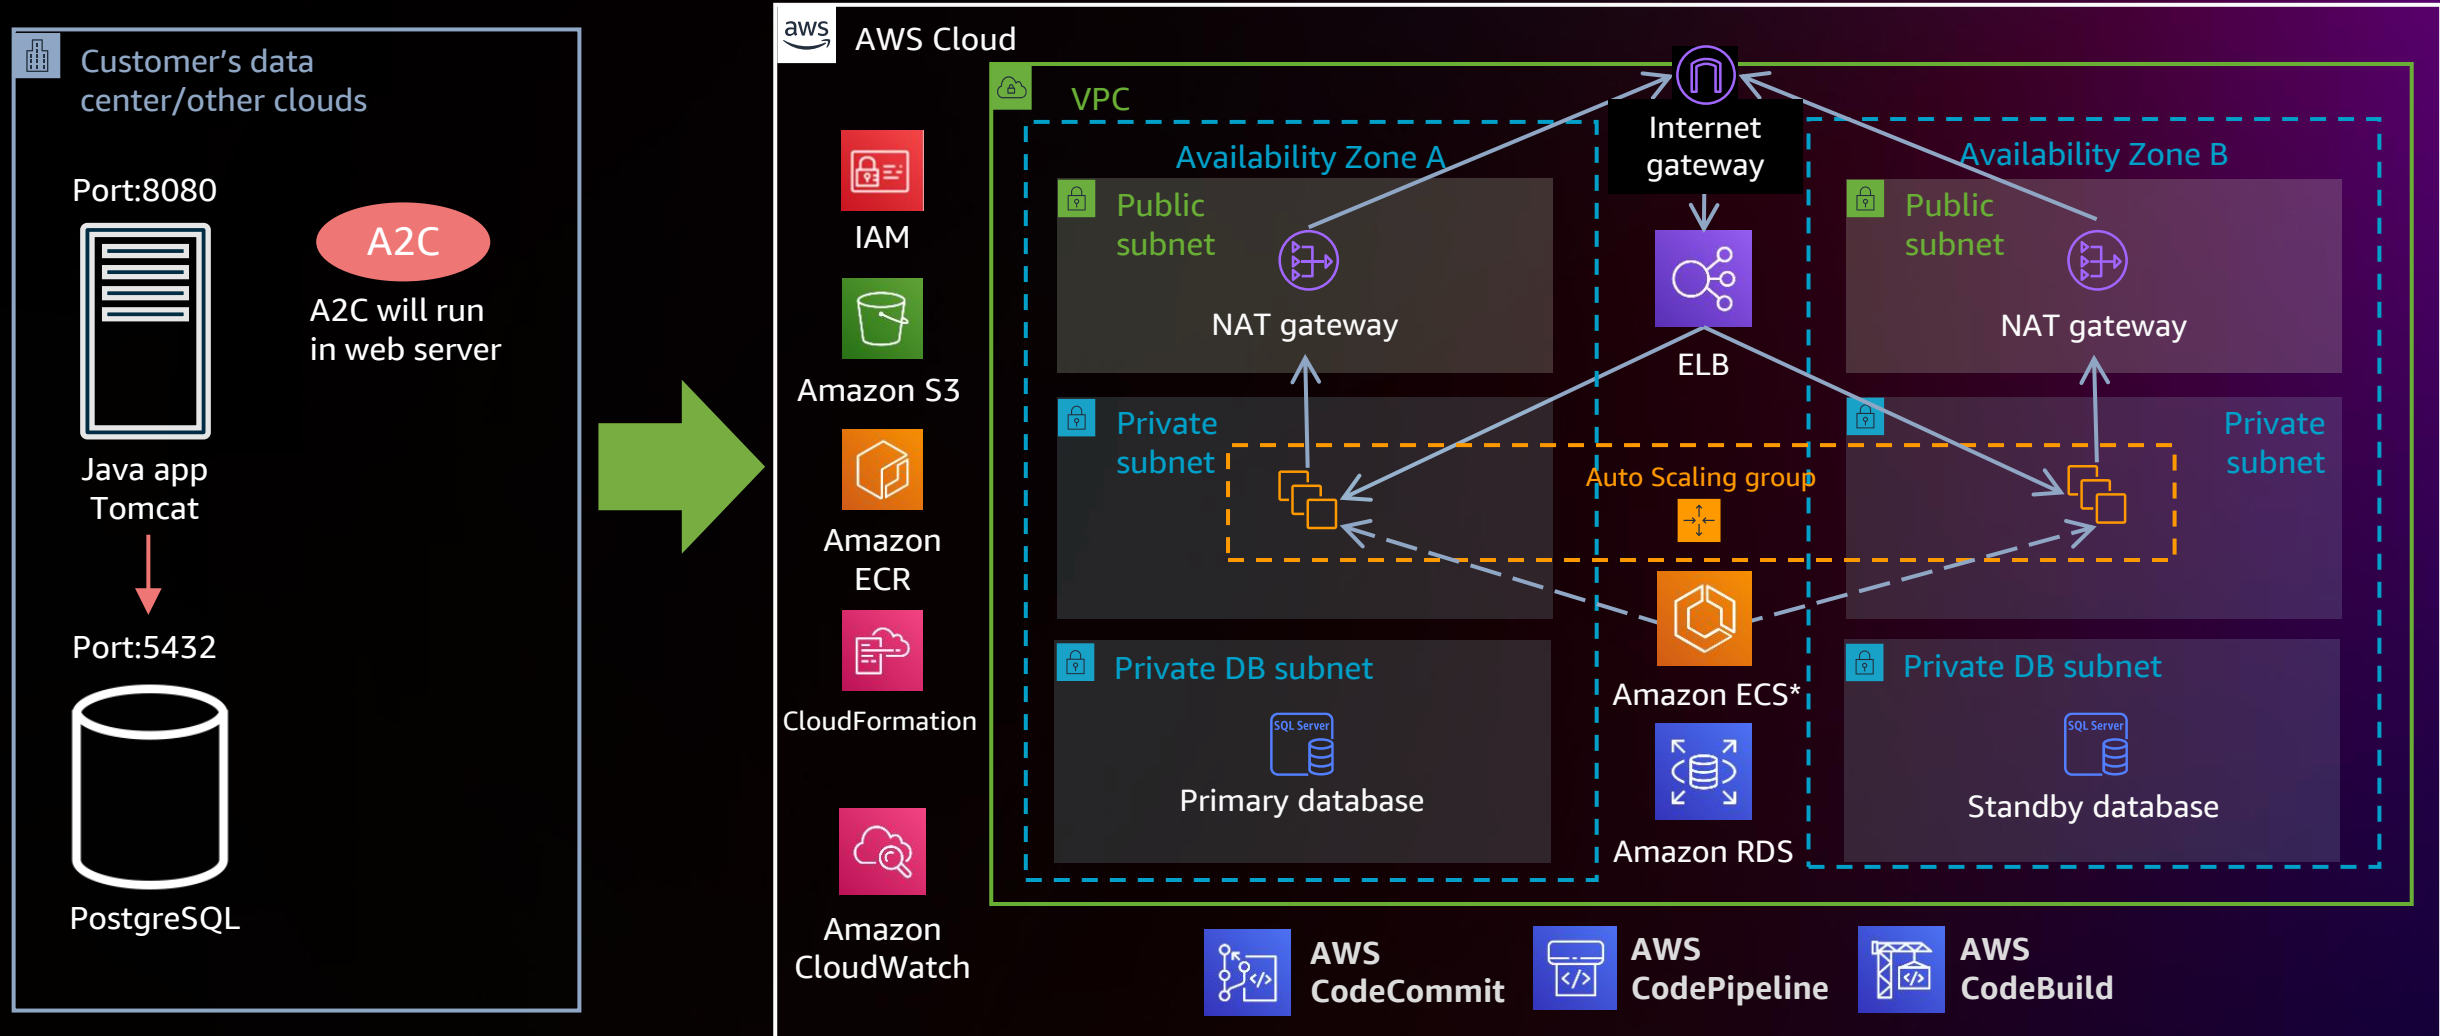 Customer's data
center/other clouds
Port:8080
A2C
A2C will run
in web server
Java app
Tomcat
Port:5432
PostgreSQL
aws
AWS Cloud
IAM
Amazon S3
Amazon
ECR
CloudFormation
Amazon
CloudWatch
VPC
Internet
gateway
Availability Zone A
Public
subnet
NAT gateway
Private
subnet
Private DB subnet
SQL Server
Primary database
ELB
Auto Scaling group
Amazon ECS*
Amazon RDS
Availability Zone B
Public
subnet
NAT gateway
Private
subnet
Private DB subnet
SQL Server
Standby database
AWS
CodeCommit
AWS
CodePipeline
AWS
CodeBuild